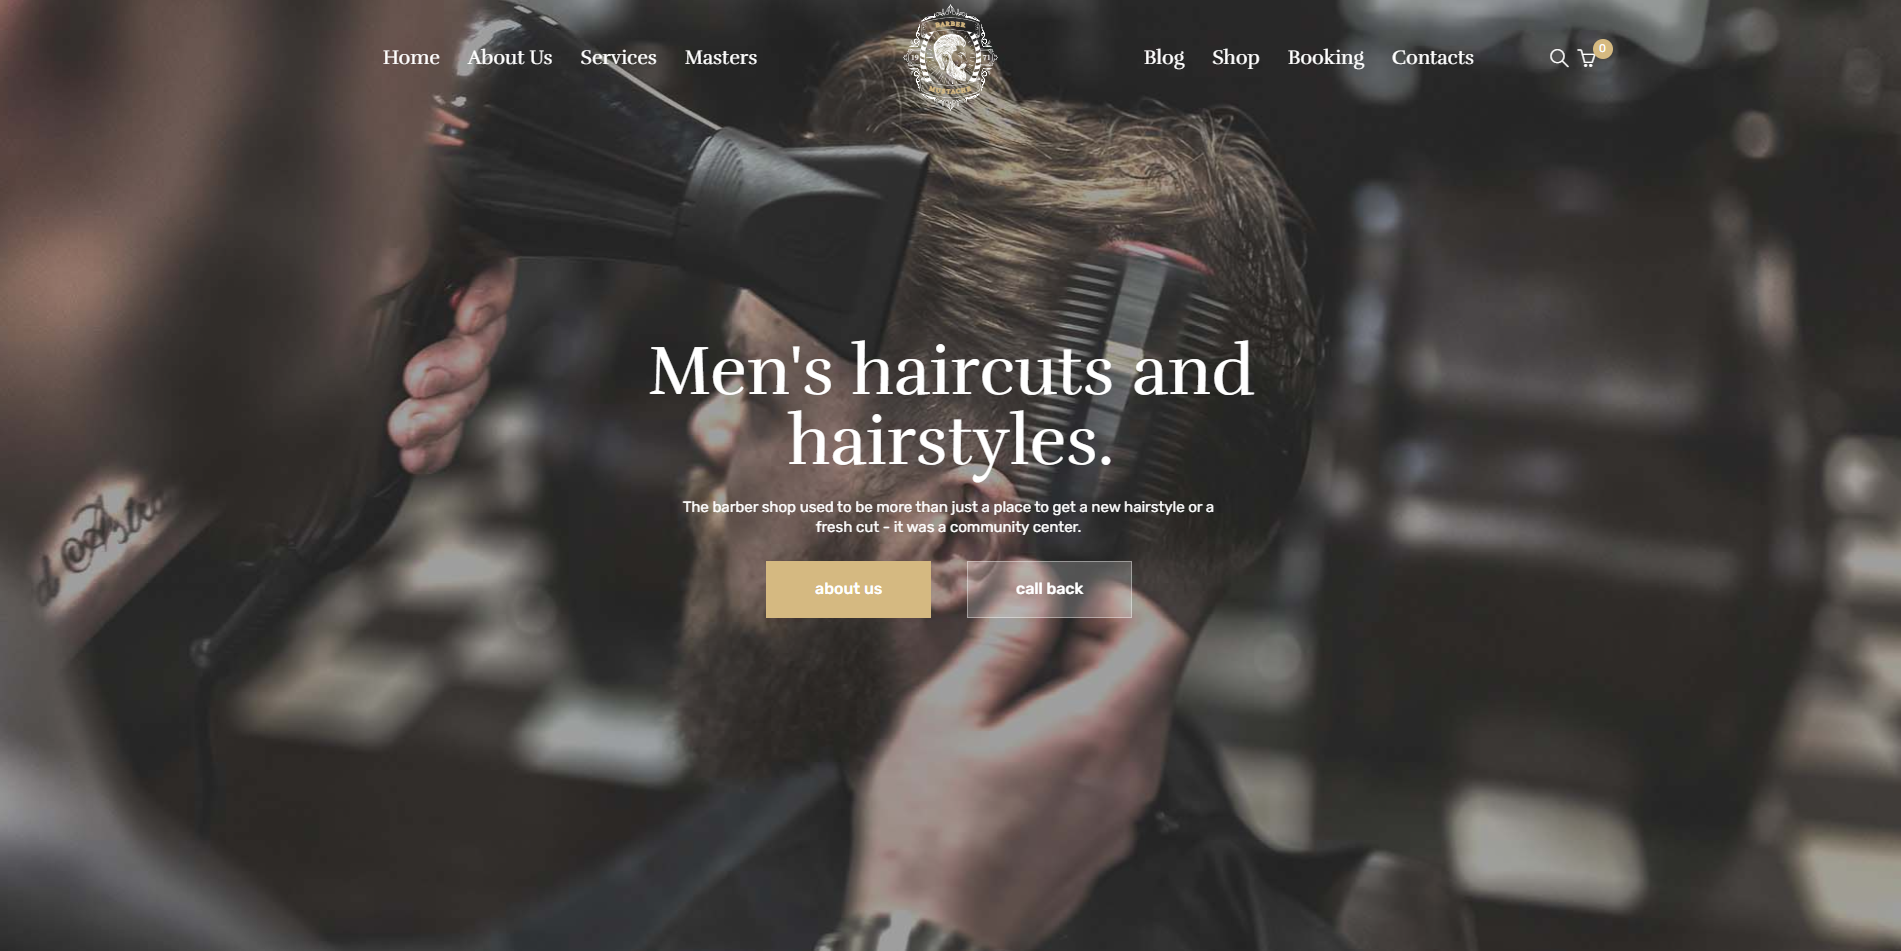 Home About Us Services Masters
BARBER
19 71
MUSTACHE
Blog Shop Booking Contacts
0
Men's haircuts and
hairstyles.
The barber shop used to be more than just a place to get a new hairstyle or a
fresh cut - it was a community center.
about us call back